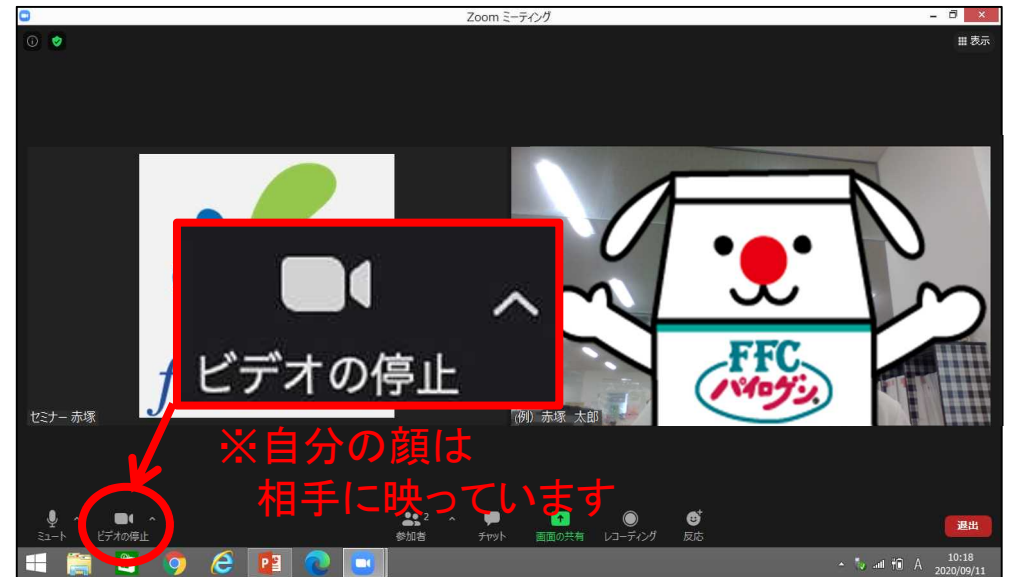 Zoom ミーティング
表示
ビデオの停止
FFC
パイロゲン
セミナー 赤塚
(例) 赤塚 太郎
※自分の顔は
相手に映っています
ミュート
ビデオの停止
2
参加者
チャット
画面の共有
レコーディング
反応
退出
A
10:18
2020/09/11